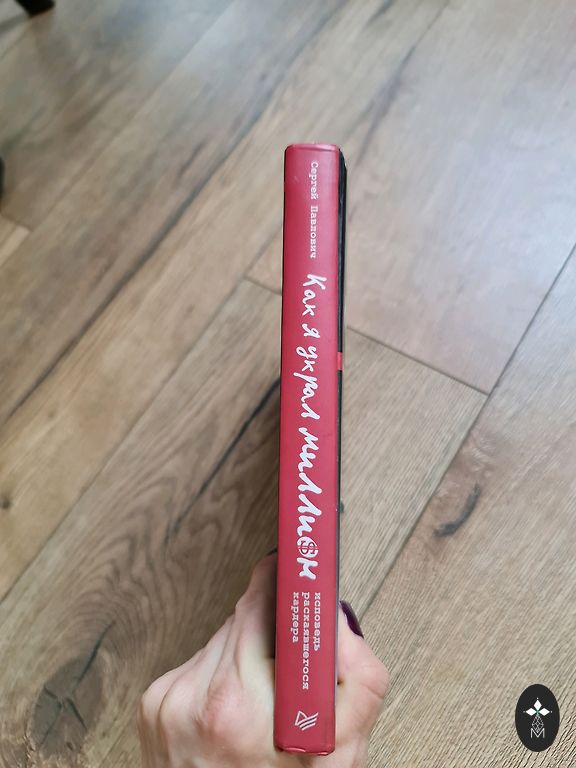 Сергей Павлович
Как я украл миллион
исповедь
раскаявшегося
кардера